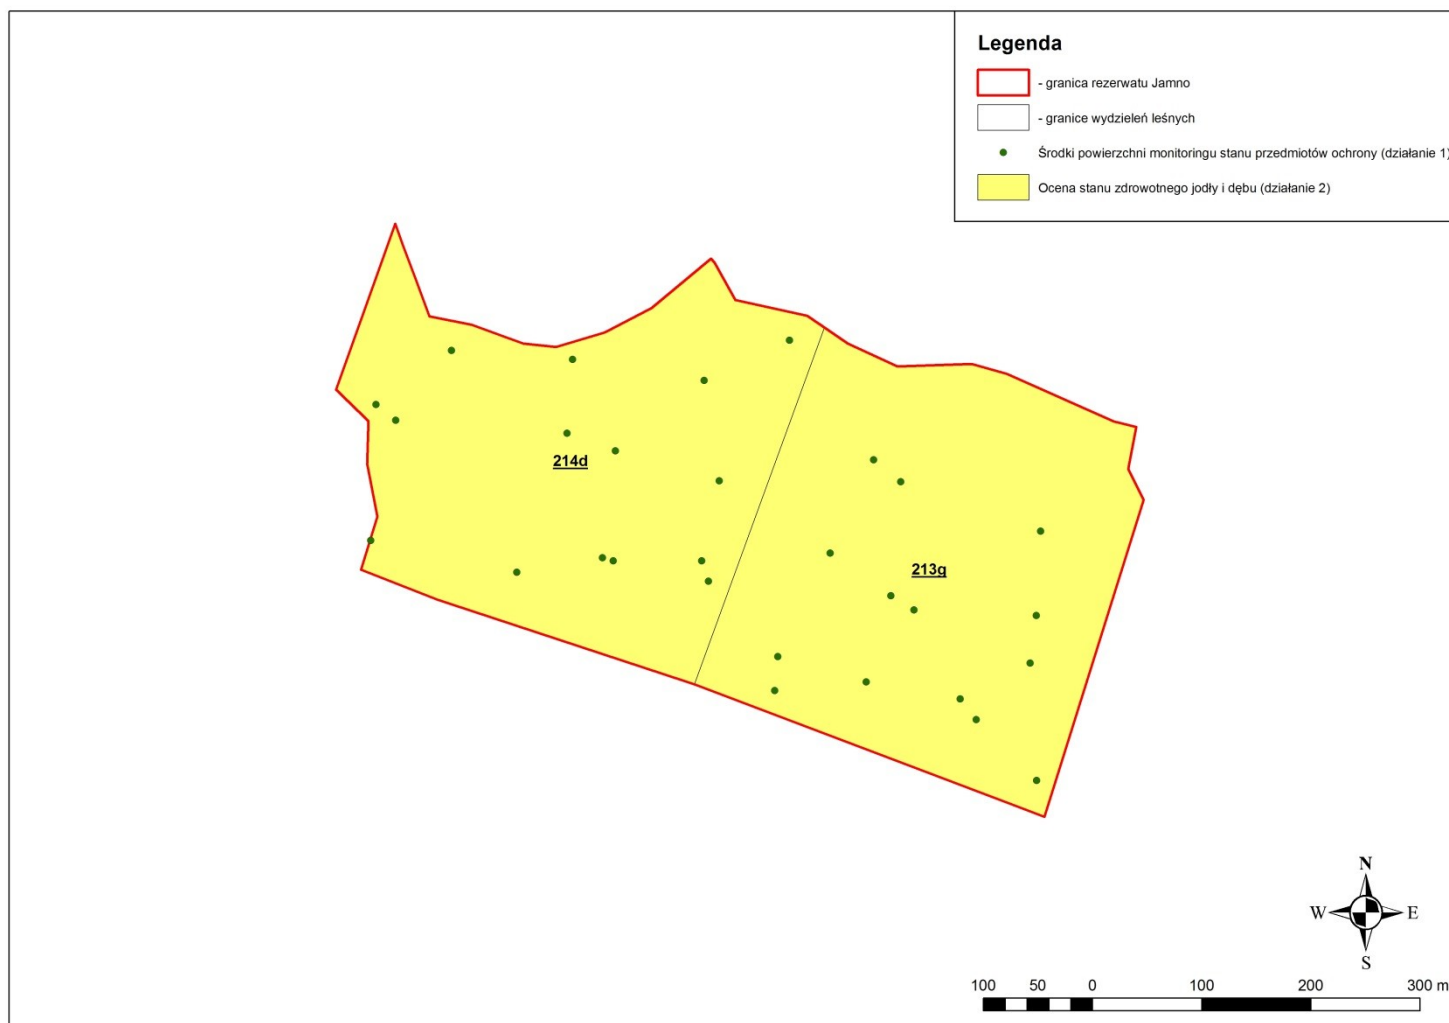 Legenda
- granica rezerwatu Jamno
- granice wydzieleń leśnych
Środki powierzchni monitoringu stanu przedmiotów ochrony (działanie 1)
Ocena stanu zdrowotnego jodły i dębu (działanie 2)
214d
213g
N
W E
S
100 50 0 100 200 300 m